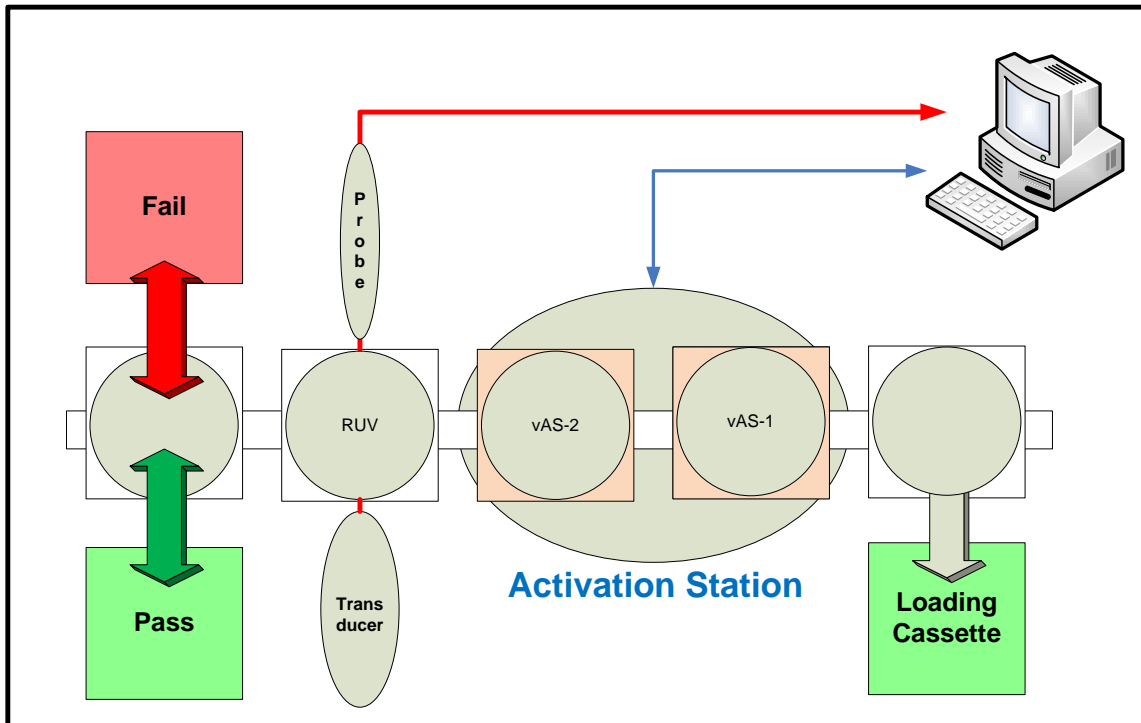 Fail
P
r
o
b
e
RUV
vAS-2
vAS-1
Activation Station
Trans
ducer
Pass
Loading
Cassette